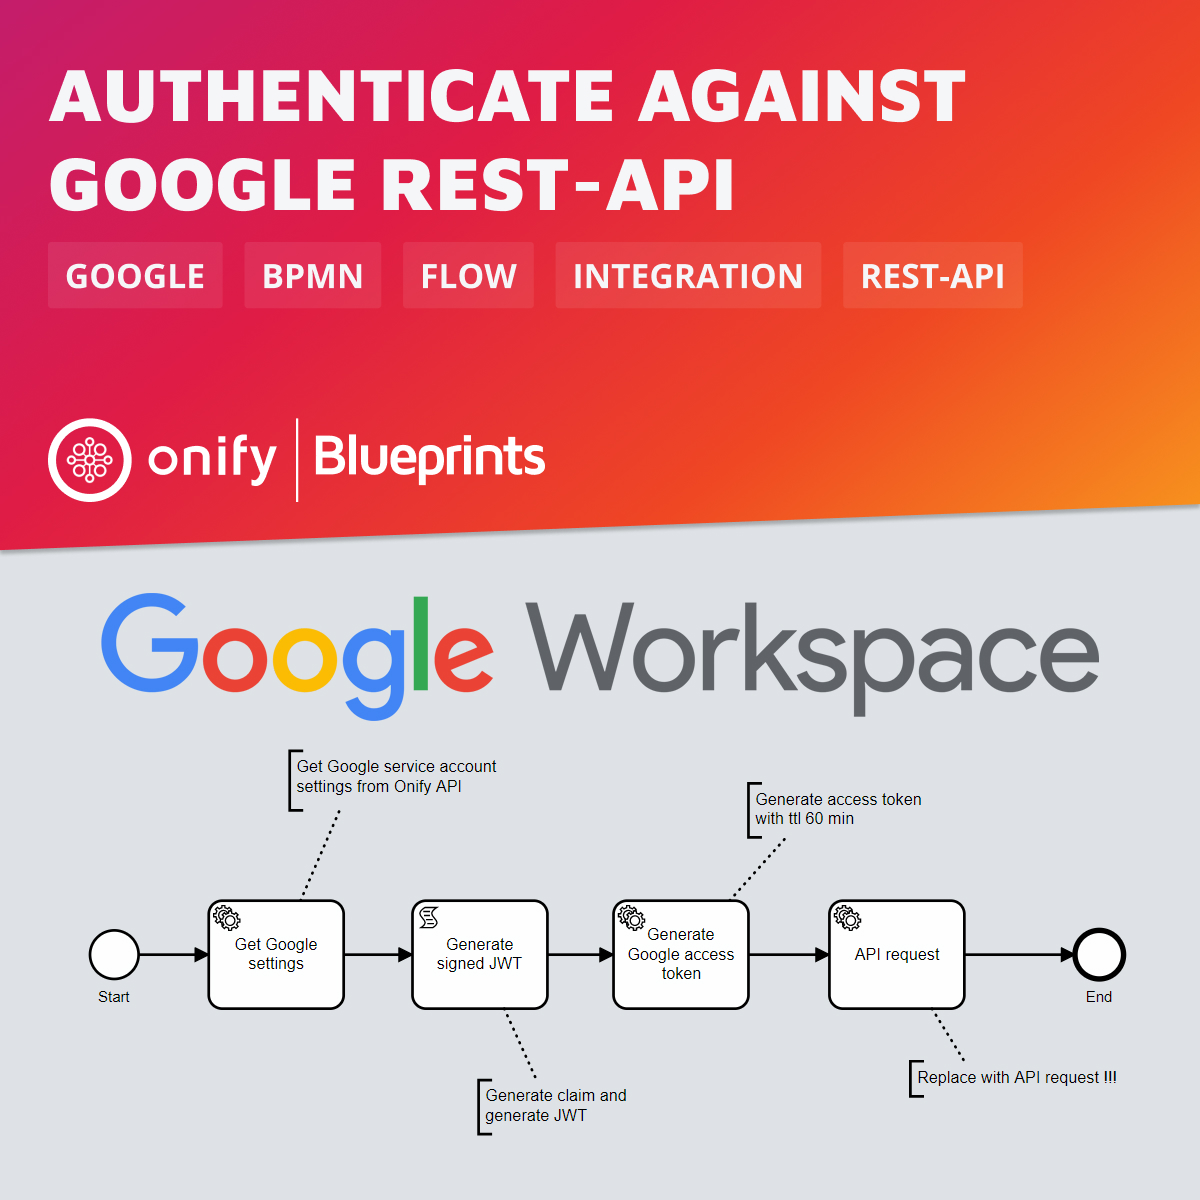 AUTHENTICATE AGAINST
GOOGLE REST-API
GOOGLE BPMN FLOW INTEGRATION REST-API
onify Blueprints
Google Workspace
Get Google service account
settings from Onify API
Generate access token
with ttl 60 min
Start
Get Google
settings
Generate
signed JWT
Generate
Google access
token
API request
End
Generate claim and
generate JWT
Replace with API request !!!